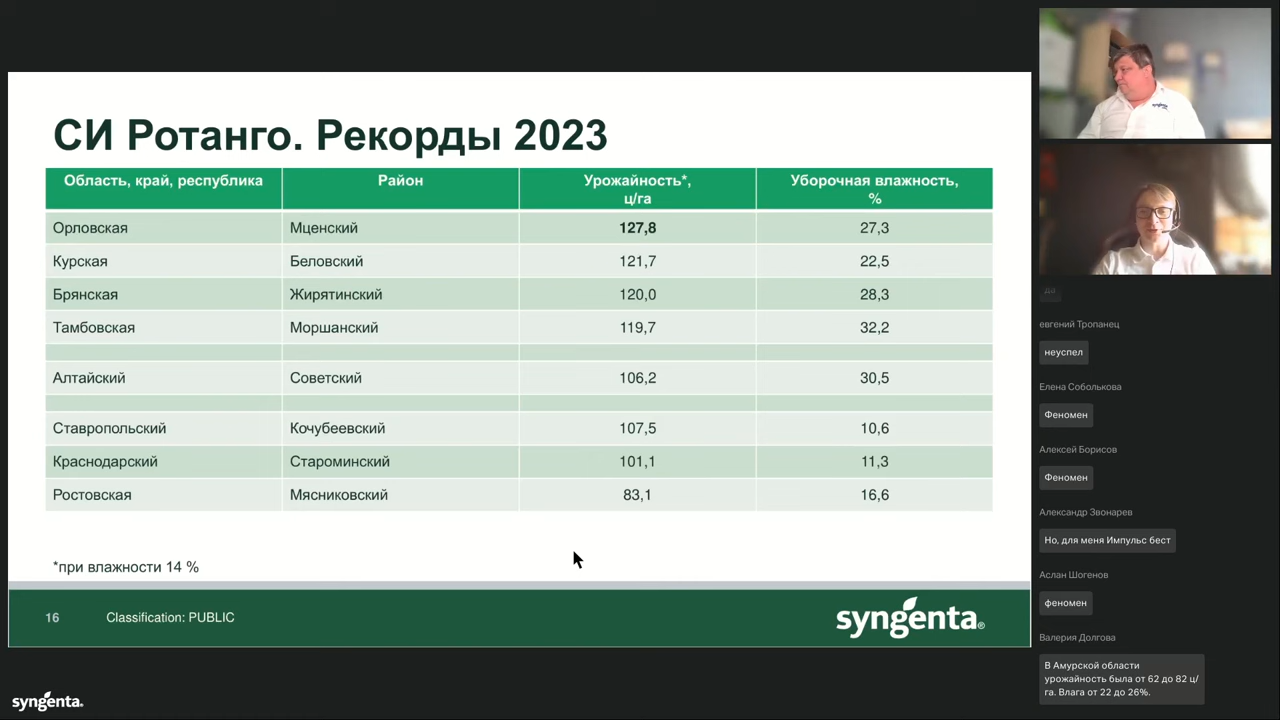 СИ Ротанго. Рекорды 2023
Область, край, республика Район Урожайность*, ц/га Уборочная влажность, %
Орловская Мценский 127,8 27,3
Курская Беловский 121,7 22,5
Брянская Жирятинский 120,0 28,3
Тамбовская Моршанский 119,7 32,2
Алтайский Советский 106,2 30,5
Ставропольский Кочубеевский 107,5 10,6
Краснодарский Староминский 101,1 11,3
Ростовская Мясниковский 83,1 16,6
*при влажности 14 %
16 Classification: PUBLIC
syngenta®
syngenta.
да
евгений Тропанец
неуспел
Елена Соболькова
Феномен
Алексей Борисов
Феномен
Александр Звонарев
Но, для меня Импульс бест
Аслан Шогенов
феномен
Валерия Долгова
В Амурской области
урожайность была от 62 до 82 ц/
га. Влага от 22 до 26%.